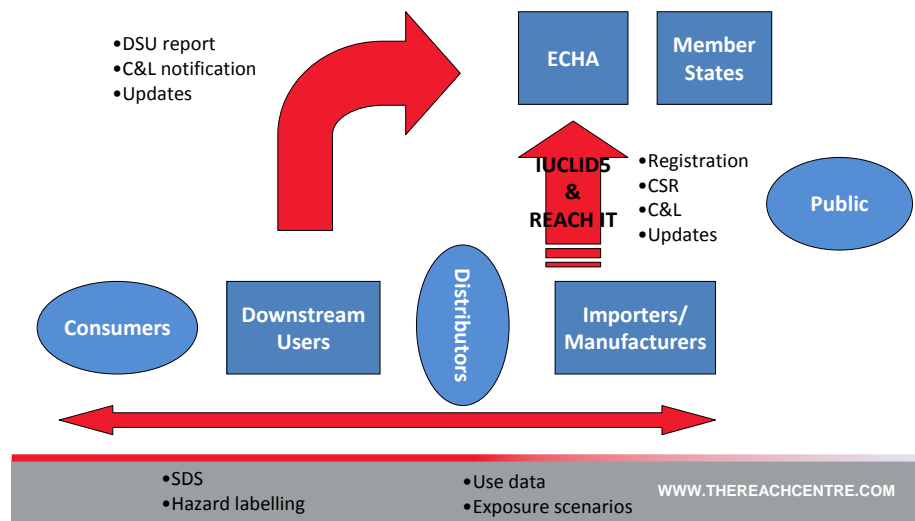 •DSU report
•C&L notification
•Updates
ECHA
Member
States
IUCLID5
&
REACH IT
•Registration
•CSR
•C&L
•Updates
Public
Consumers
Downstream
Users
Distributors
Importers/
Manufacturers
•SDS
•Hazard labelling
•Use data
•Exposure scenarios
WWW.THEREACHCENTRE.COM